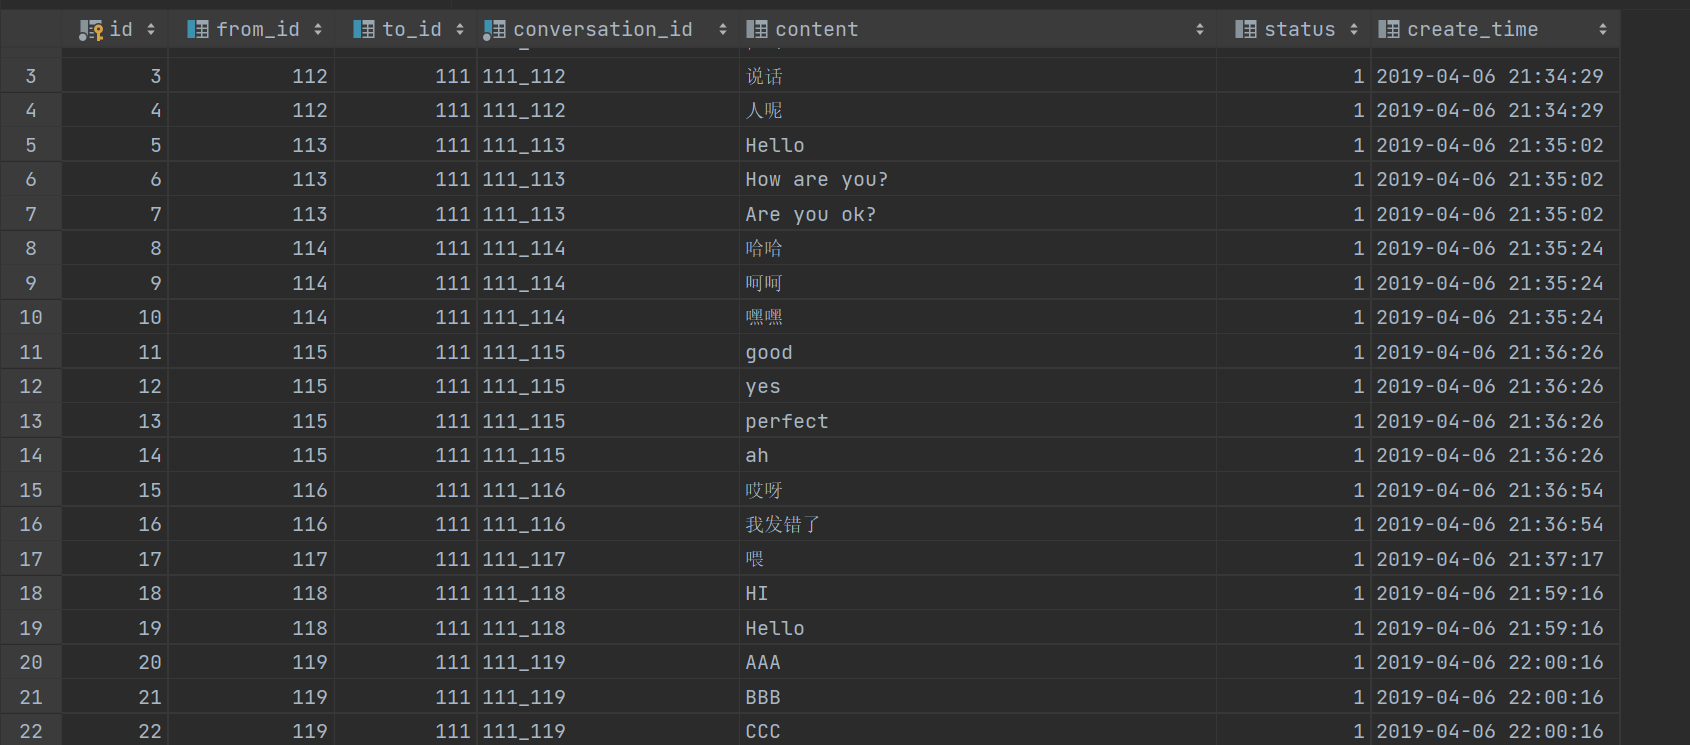 id from_id to_id conversation_id content status create_time
3 3 112 111 111_112 说话 1 2019-04-06 21:34:29
4 4 112 111 111_112 人呢 1 2019-04-06 21:34:29
5 5 113 111 111_113 Hello 1 2019-04-06 21:35:02
6 6 113 111 111_113 How are you? 1 2019-04-06 21:35:02
7 7 113 111 111_113 Are you ok? 1 2019-04-06 21:35:02
8 8 114 111 111_114 哈哈 1 2019-04-06 21:35:24
9 9 114 111 111_114 呵呵 1 2019-04-06 21:35:24
10 10 114 111 111_114 嘿嘿 1 2019-04-06 21:35:24
11 11 115 111 111_115 good 1 2019-04-06 21:36:26
12 12 115 111 111_115 yes 1 2019-04-06 21:36:26
13 13 115 111 111_115 perfect 1 2019-04-06 21:36:26
14 14 115 111 111_115 ah 1 2019-04-06 21:36:26
15 15 116 111 111_116 哎呀 1 2019-04-06 21:36:54
16 16 116 111 111_116 我发错了 1 2019-04-06 21:36:54
17 17 117 111 111_117 喂 1 2019-04-06 21:37:17
18 18 118 111 111_118 HI 1 2019-04-06 21:59:16
19 19 118 111 111_118 Hello 1 2019-04-06 21:59:16
20 20 119 111 111_119 AAA 1 2019-04-06 22:00:16
21 21 119 111 111_119 BBB 1 2019-04-06 22:00:16
22 22 119 111 111_119 CCC 1 2019-04-06 22:00:16